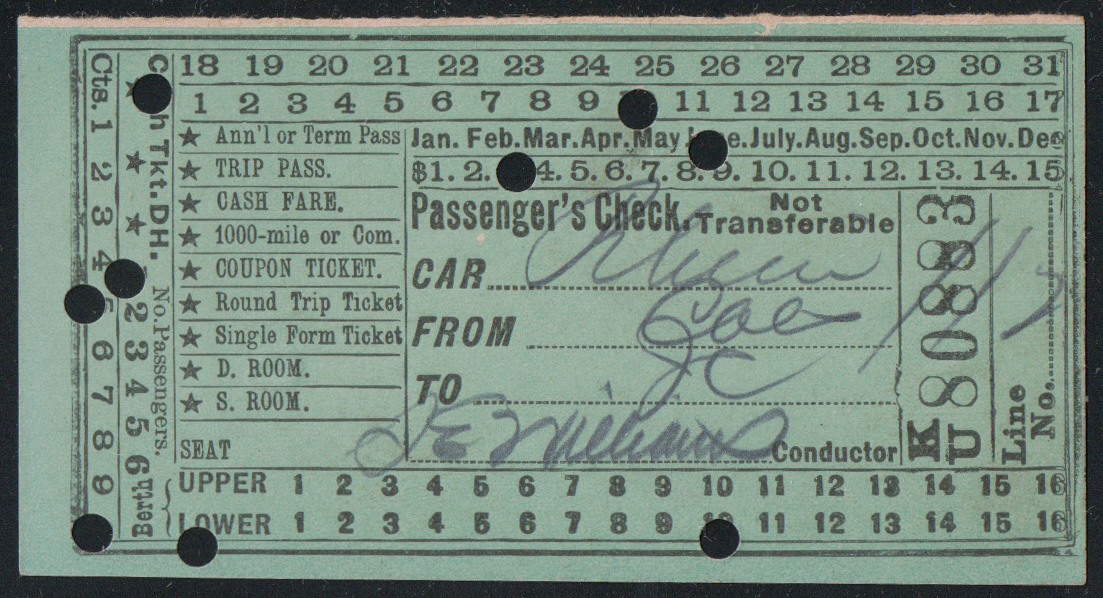 18 19 20 21 22 23 24 25 26 27 28 29 30 31
1 2 3 4 5 6 7 8 9 11 12 13 14 15 16 17
★ Ann'l or Term Pass
★ TRIP PASS.
★ CASH FARE.
★ 1000-mile or Com.
★ COUPON TICKET.
★ Round Trip Ticket
★ Single Form Ticket
★ D. ROOM.
★ S. ROOM.
SEAT
Jan. Feb. Mar. Apr. May e. July. Aug. Sep. Oct. Nov. Dec
$1. 2. 4. 5. 6. 7. 8. 9. 10. 11. 12. 13. 14. 15.
Passenger's Check. Not Transferable
CAR
FROM
TO JC
Williams Conductor
UPPER 1 2 3 4 5 6 7 8 9 10 11 12 13 14 15 16
LOWER 1 2 3 4 5 6 7 8 9 11 12 13 14 15 16
Cts. 1 2 3 4 5 6 7 8 9
★ ★ ★ 2 3 4 5 6 Berth
C h Tkt. DH. No. Passengers.
KU 80883
Line No.